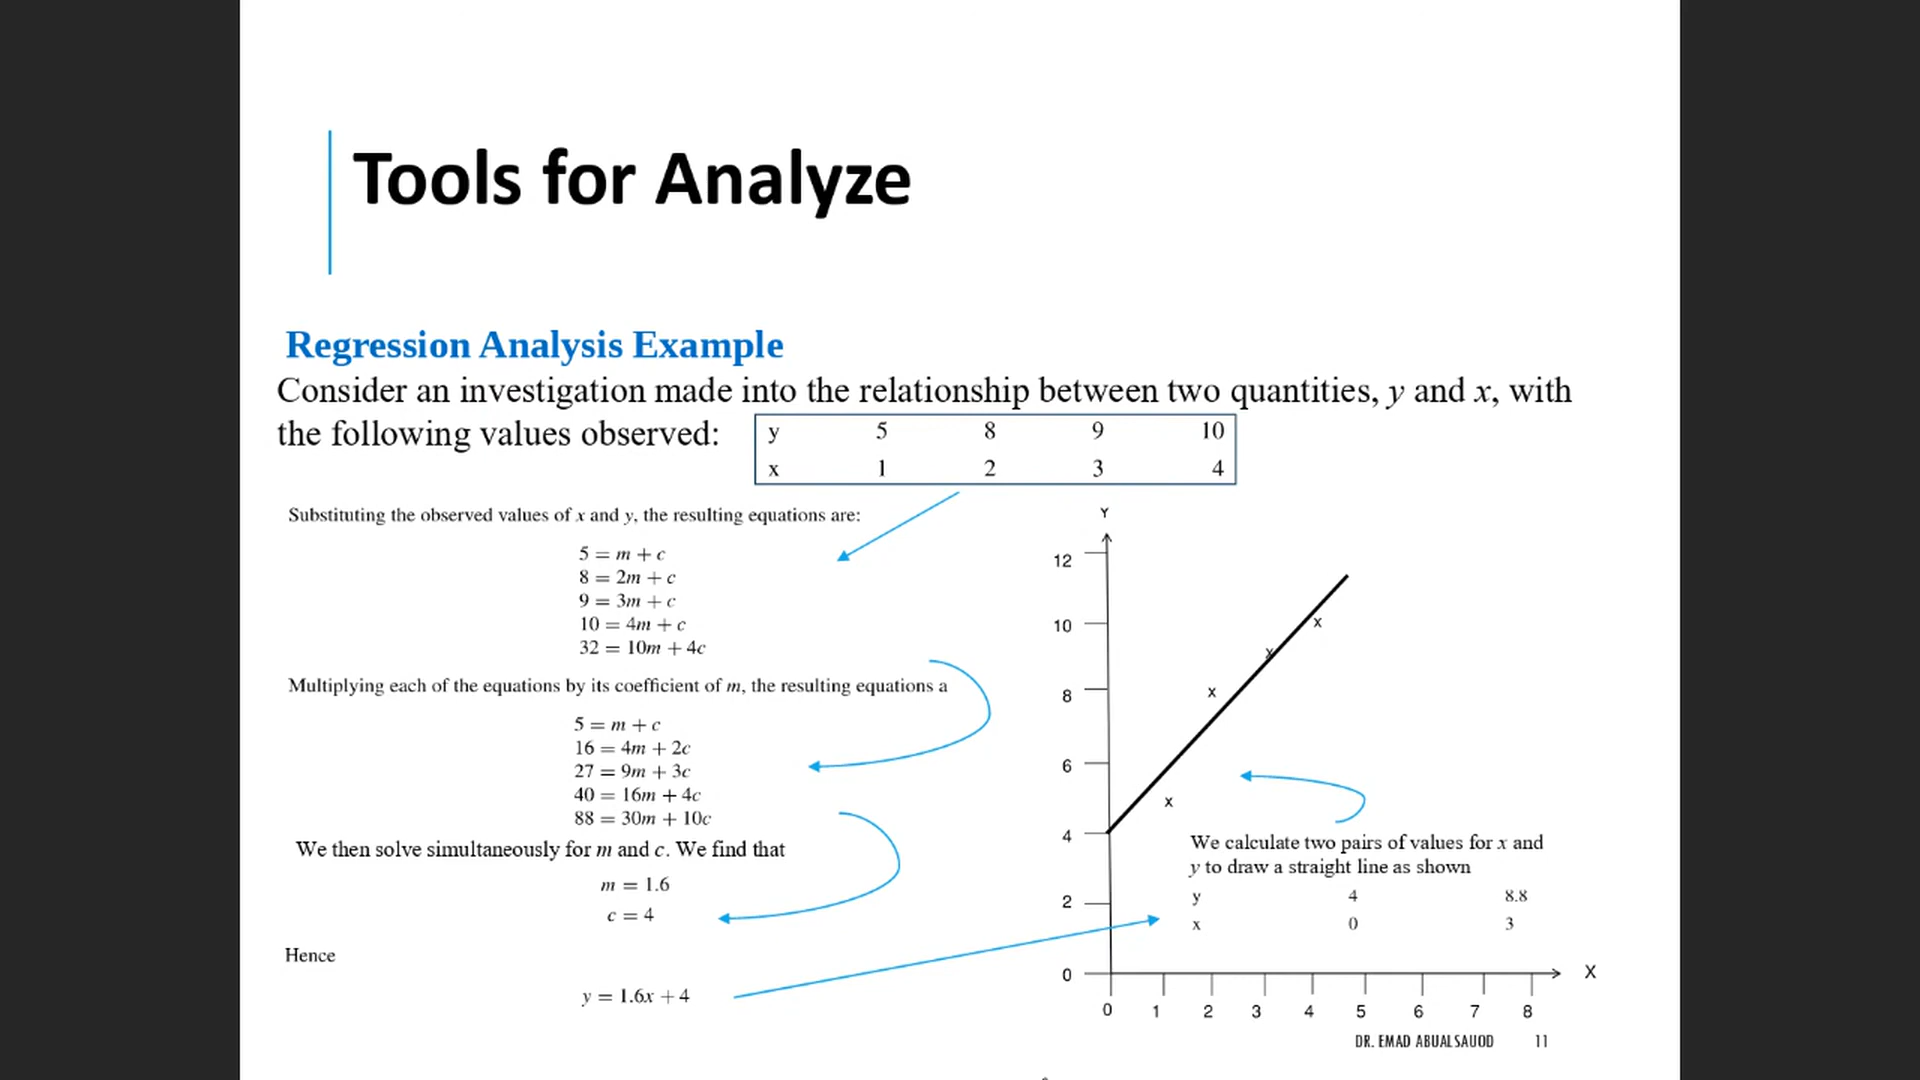 Tools for Analyze
Regression Analysis Example
Consider an investigation made into the relationship between two quantities, y and x, with
the following values observed:
y 5 8 9 10
x 1 2 3 4
Substituting the observed values of x and y, the resulting equations are:
5 = m + c
8 = 2m + c
9 = 3m + c
10 = 4m + c
32 = 10m + 4c
Multiplying each of the equations by its coefficient of m, the resulting equations a
5 = m + c
16 = 4m + 2c
27 = 9m + 3c
40 = 16m + 4c
88 = 30m + 10c
We then solve simultaneously for m and c. We find that
m = 1.6
c = 4
Hence
y = 1.6x + 4
Y
12
10
8
6
4
2
0
x
x
x
x
0 1 2 3 4 5 6 7 8
X
We calculate two pairs of values for x and
y to draw a straight line as shown
y 4 8.8
x 0 3
DR. EMAD ABUALSAUOD 11